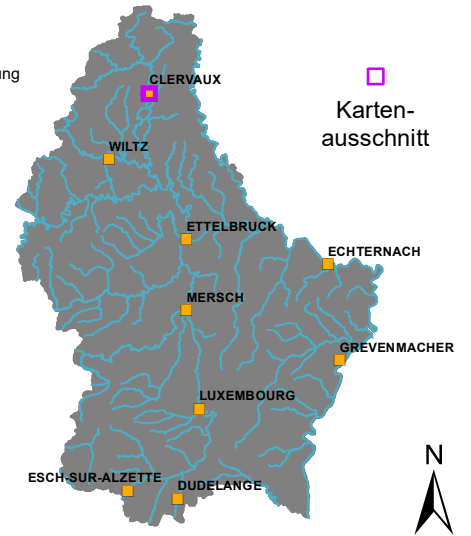 ung
CLERVAUX
Karten-
ausschnitt
WILTZ
ETTELBRUCK
ECHTERNACH
MERSCH
GREVENMACHER
LUXEMBOURG
N
ESCH-SUR-ALZETTE
DUDELANGE